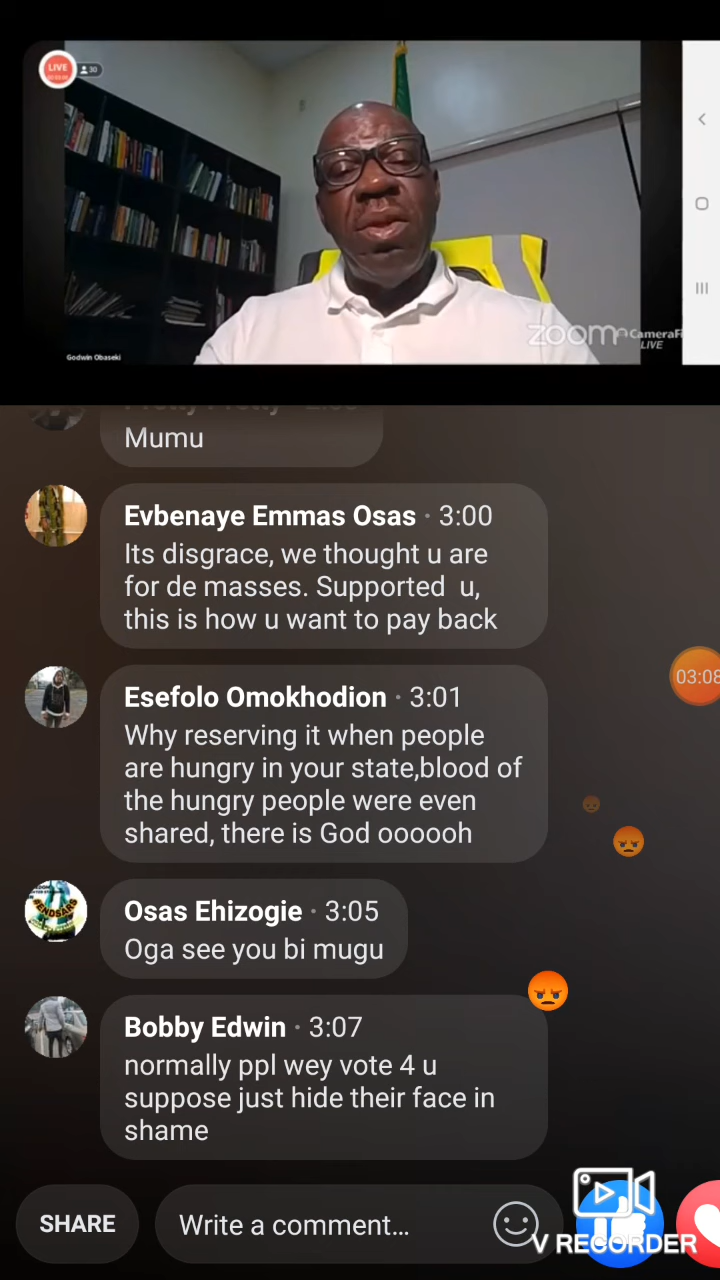 LIVE
30
zoom
CameraFi
LIVE
Godwin Obaseki
Mumu
Evbenaye Emmas Osas · 3:00
Its disgrace, we thought u are
for de masses. Supported  u,
this is how u want to pay back
Esefolo Omokhodion · 3:01
Why reserving it when people
are hungry in your state,blood of
the hungry people were even
shared, there is God oooooh
03:08
#ENDSARS
Osas Ehizogie · 3:05
Oga see you bi mugu
Bobby Edwin · 3:07
normally ppl wey vote 4 u
suppose just hide their face in
shame
SHARE
Write a comment...
V RECORDER